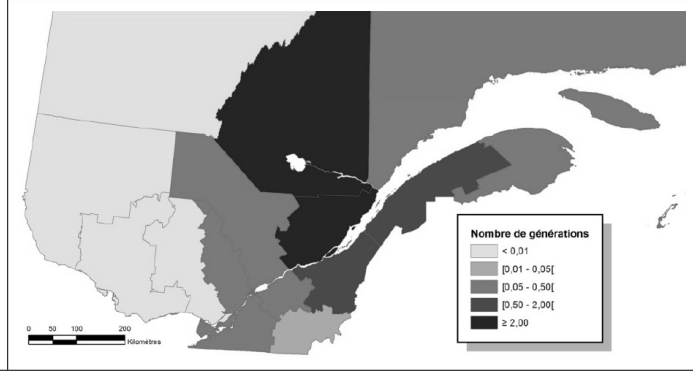 Nombre de générations
< 0,01
[0,01 - 0,05[
[0,05 - 0,50[
[0,50 - 2,00[
≥ 2,00
0 50 100 200
Kilomètres